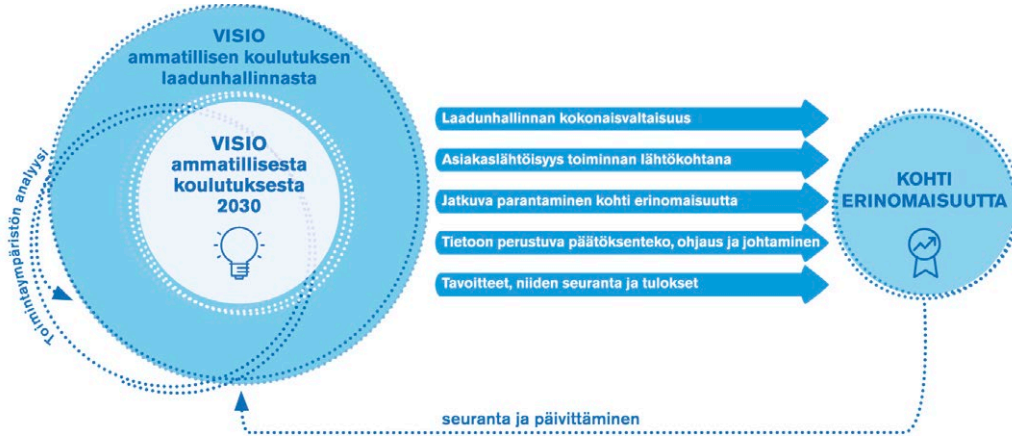 VISIO
ammatillisen koulutuksen
laadunhallinnasta
VISIO
ammatillisesta
koulutuksesta
2030
Toimintaympäristön analyysi
Laadunhallinnan kokonaisvaltaisuus
Asiakaslähtöisyys toiminnan lähtökohtana
Jatkuva parantaminen kohti erinomaisuutta
Tietoon perustuva päätöksenteko, ohjaus ja johtaminen
Tavoitteet, niiden seuranta ja tulokset
KOHTI
ERINOMAISUUTTA
seuranta ja päivittäminen